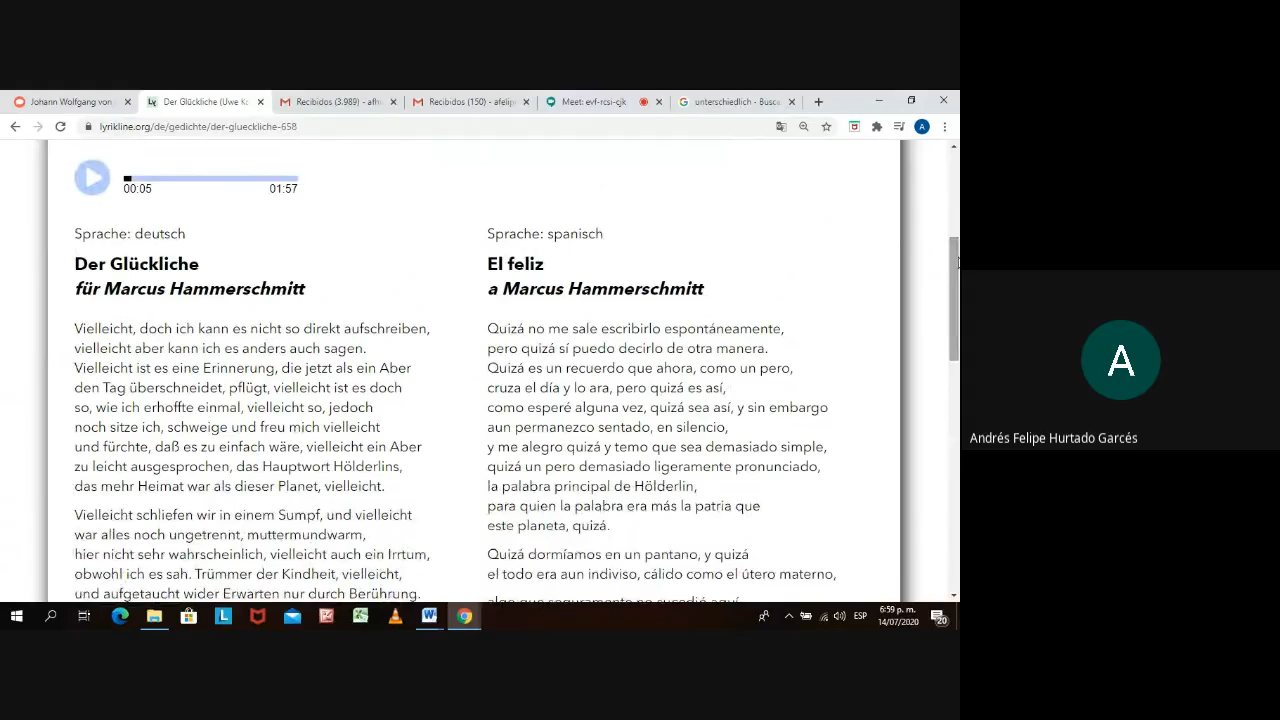 Johann Wolfgang von
Der Glückliche (Uwe Ko
Recibidos (3.989) - afh
Recibidos (150) - afelip
Meet: evf-rcsi-cjk
unterschiedlich - Busca
lyrikline.org/de/gedichte/der-glueckliche-658
A
00:05
01:57
Sprache: deutsch
Der Glückliche
für Marcus Hammerschmitt
Vielleicht, doch ich kann es nicht so direkt aufschreiben,
vielleicht aber kann ich es anders auch sagen.
Vielleicht ist es eine Erinnerung, die jetzt als ein Aber
den Tag überschneidet, pflügt, vielleicht ist es doch
so, wie ich erhoffte einmal, vielleicht so, jedoch
noch sitze ich, schweige und freu mich vielleicht
und fürchte, daß es zu einfach wäre, vielleicht ein Aber
zu leicht ausgesprochen, das Hauptwort Hölderlins,
das mehr Heimat war als dieser Planet, vielleicht.
Vielleicht schliefen wir in einem Sumpf, und vielleicht
war alles noch ungetrennt, muttermundwarm,
hier nicht sehr wahrscheinlich, vielleicht auch ein Irrtum,
obwohl ich es sah. Trümmer der Kindheit, vielleicht,
und aufgetaucht wider Erwarten nur durch Berührung.
Sprache: spanisch
El feliz
a Marcus Hammerschmitt
Quizá no me sale escribirlo espontáneamente,
pero quizá sí puedo decirlo de otra manera.
Quizá es un recuerdo que ahora, como un pero,
cruza el día y lo ara, pero quizá es así,
como esperé alguna vez, quizá sea así, y sin embargo
aun permanezco sentado, en silencio,
y me alegro quizá y temo que sea demasiado simple,
quizá un pero demasiado ligeramente pronunciado,
la palabra principal de Hölderlin,
para quien la palabra era más la patria que
este planeta, quizá.
Quizá dormíamos en un pantano, y quizá
el todo era aun indiviso, cálido como el útero materno,
algo que seguramente no sucedió aquí
ESP
6:59 p. m.
14/07/2020
20
A
Andrés Felipe Hurtado Garcés